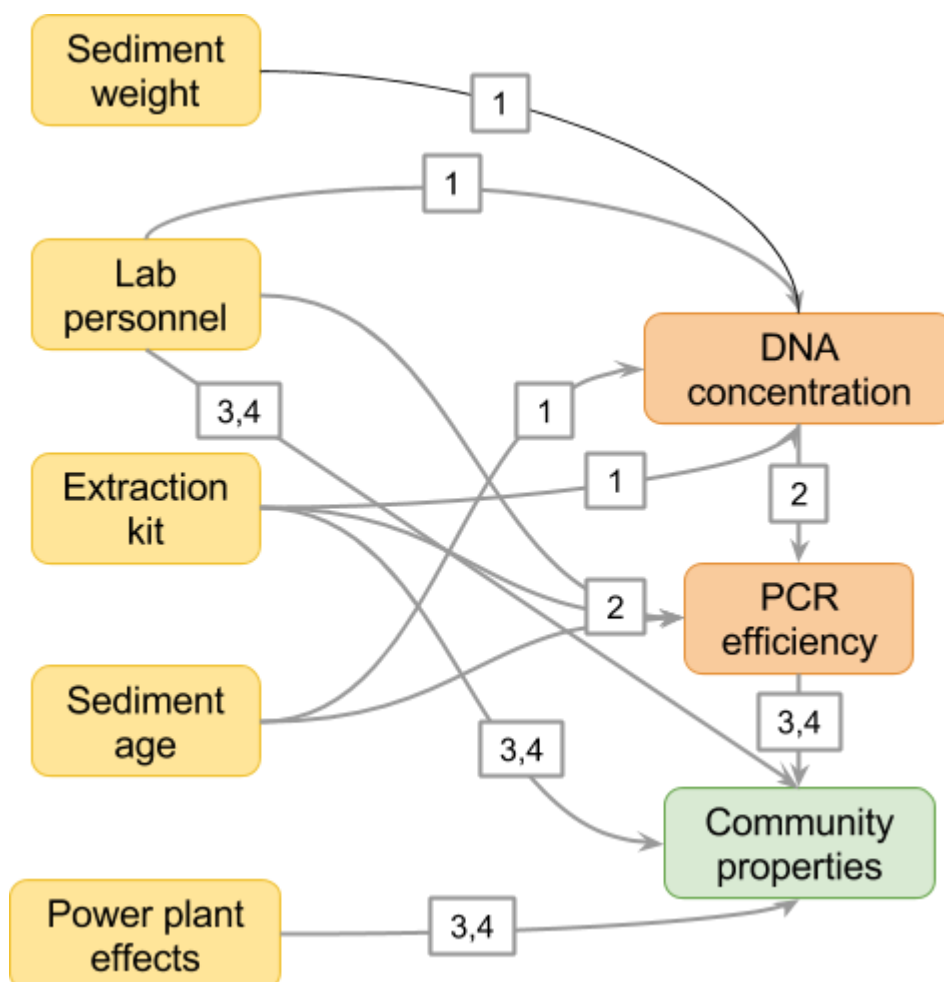 Sediment
weight
1
1
Lab
personnel
DNA
concentration
3,4
1
Extraction
kit
1
2
PCR
efficiency
2
Sediment
age
3,4
3,4
Community
properties
Power plant
effects
3,4